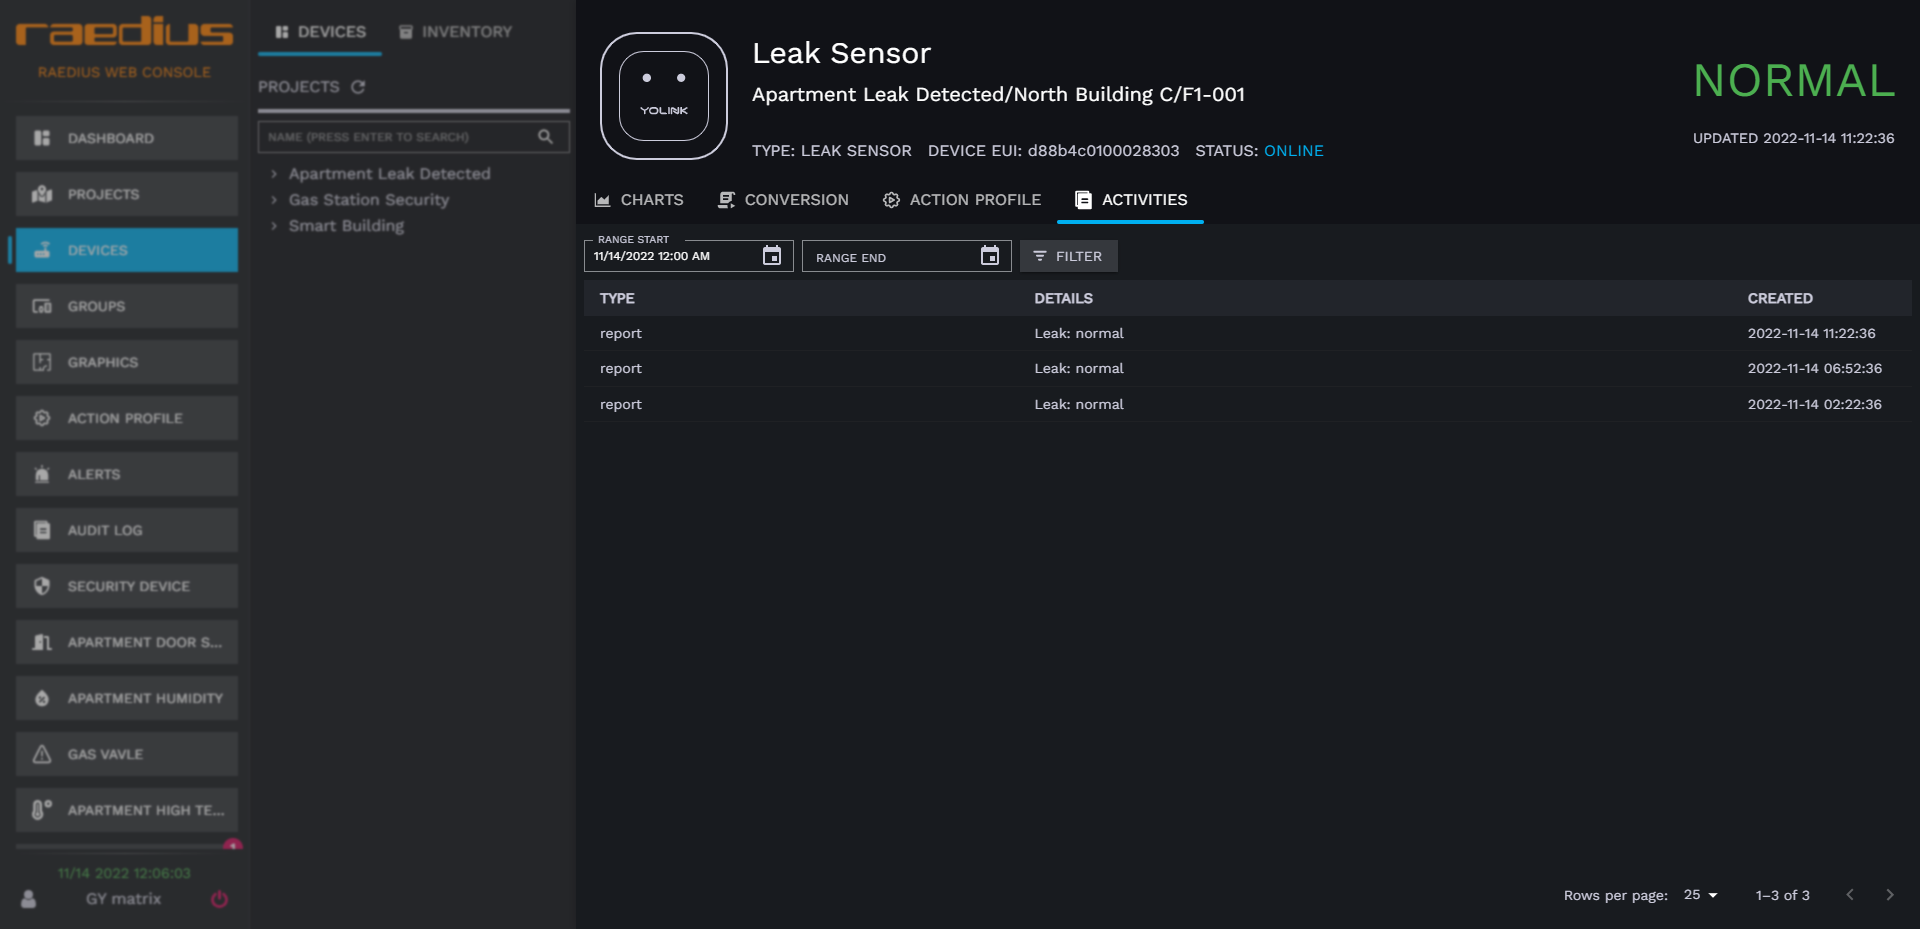 raedius
RAEDIUS WEB CONSOLE
DASHBOARD
PROJECTS
DEVICES
GROUPS
GRAPHICS
ACTION PROFILE
ALERTS
AUDIT LOG
SECURITY DEVICE
APARTMENT DOOR S...
APARTMENT HUMIDITY
GAS VAVLE
APARTMENT HIGH TE...
1
11/14 2022 12:06:03
GY matrix
DEVICES INVENTORY
PROJECTS
NAME (PRESS ENTER TO SEARCH)
Apartment Leak Detected
Gas Station Security
Smart Building
YOLINK
Leak Sensor
Apartment Leak Detected/North Building C/F1-001
TYPE: LEAK SENSOR DEVICE EUI: d88b4c0100028303 STATUS: ONLINE
NORMAL
UPDATED 2022-11-14 11:22:36
CHARTS CONVERSION ACTION PROFILE ACTIVITIES
RANGE START
11/14/2022 12:00 AM RANGE END FILTER
TYPE DETAILS CREATED
report Leak: normal 2022-11-14 11:22:36
report Leak: normal 2022-11-14 06:52:36
report Leak: normal 2022-11-14 02:22:36
Rows per page: 25 1–3 of 3